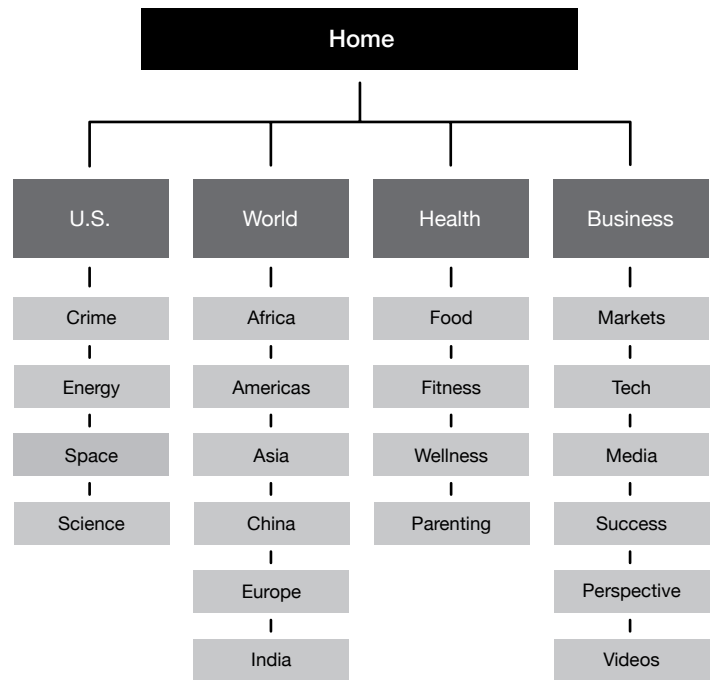 Home
U.S.
World
Health
Business
Crime
Africa
Food
Markets
Energy
Americas
Fitness
Tech
Space
Asia
Wellness
Media
Science
China
Parenting
Success
Europe
Perspective
India
Videos